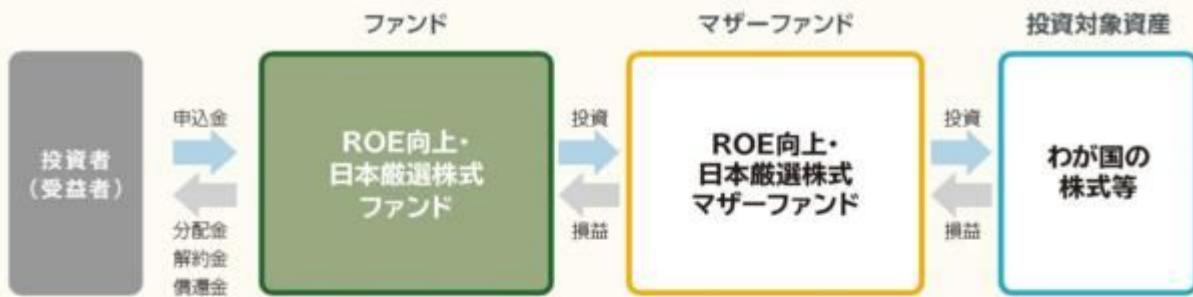 ファンド
マザーファンド
投資対象資産
投資者
（受益者）
申込金
分配金
解約金
償還金
ROE向上・
日本厳選株式
ファンド
投資
損益
ROE向上・
日本厳選株式
マザーファンド
投資
損益
わが国の
株式等